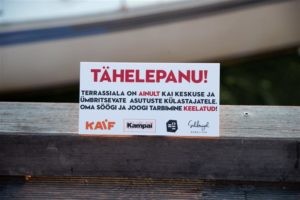 TÄHELEPANU!
TERRASSIALA ON AINULT KAI KESKUSE JA
ÜMBRITSEVATE ASUTUSTE KÜLASTAJATELE.
OMA SÖÖGI JA JOOGI TARBIMINE KEELATUD!
KAIF
Kampai